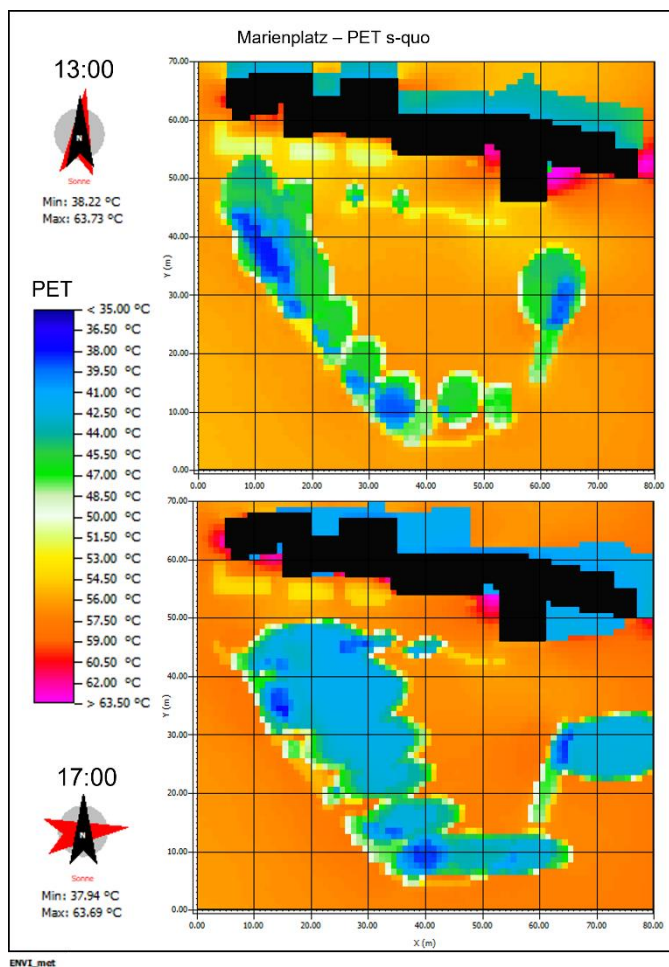 Marienplatz – PET s-quo
13:00
N
Sonne
Min: 38.22 °C
Max: 63.73 °C
70.00
60.00
50.00
40.00
30.00
20.00
10.00
0.00
Y (m)
0.00 10.00 20.00 30.00 40.00 50.00 60.00 70.00 80.00
PET
< 35.00 °C
36.50 °C
38.00 °C
39.50 °C
41.00 °C
42.50 °C
44.00 °C
45.50 °C
47.00 °C
48.50 °C
50.00 °C
51.50 °C
53.00 °C
54.50 °C
56.00 °C
57.50 °C
59.00 °C
60.50 °C
62.00 °C
> 63.50 °C
70.00
60.00
50.00
40.00
30.00
20.00
10.00
0.00
Y (m)
0.00 10.00 20.00 30.00 40.00 50.00 60.00 70.00 80.00
X (m)
17:00
N
Sonne
Min: 37.94 °C
Max: 63.69 °C
ENVI_met